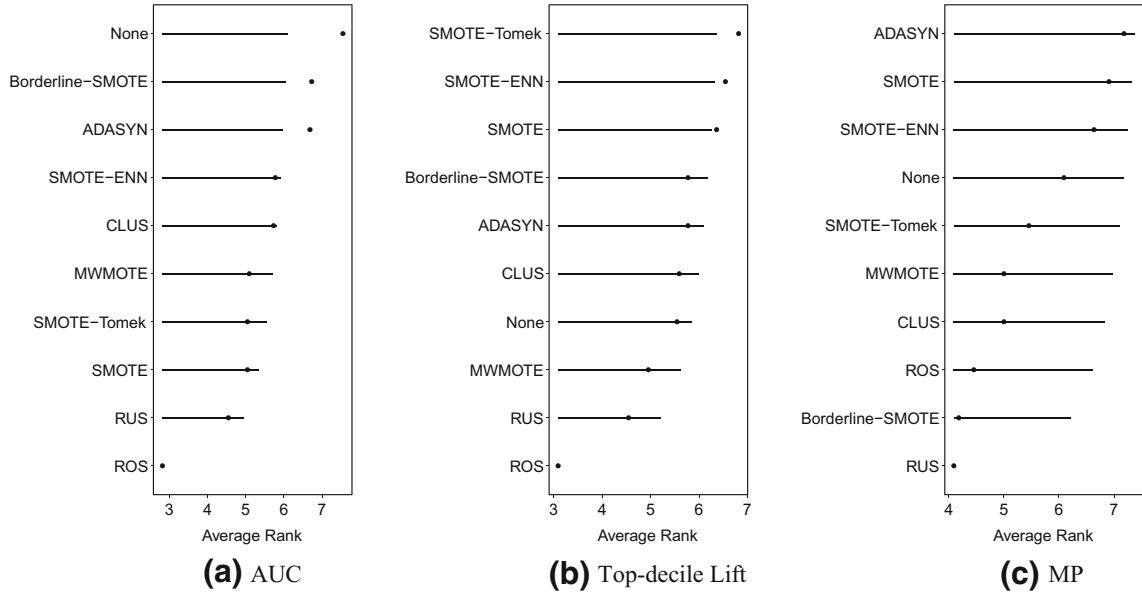 None
Borderline−SMOTE
ADASYN
SMOTE−ENN
CLUS
MWMOTE
SMOTE−Tomek
SMOTE
RUS
ROS
3 4 5 6 7
Average Rank
(a) AUC
SMOTE−Tomek
SMOTE−ENN
SMOTE
Borderline−SMOTE
ADASYN
CLUS
None
MWMOTE
RUS
ROS
3 4 5 6 7
Average Rank
(b) Top-decile Lift
ADASYN
SMOTE
SMOTE−ENN
None
SMOTE−Tomek
MWMOTE
CLUS
ROS
Borderline−SMOTE
RUS
4 5 6 7
Average Rank
(c) MP